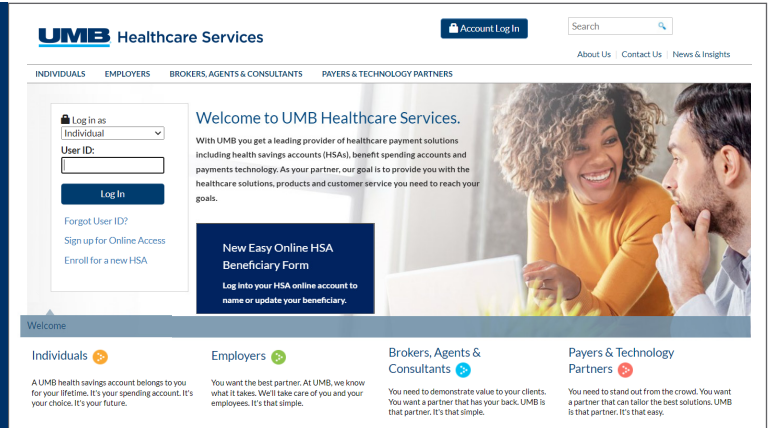 UMB Healthcare Services
Account Log In
Search
About Us | Contact Us | News & Insights
INDIVIDUALS EMPLOYERS BROKERS, AGENTS & CONSULTANTS PAYERS & TECHNOLOGY PARTNERS
Log in as
Individual
User ID:
Log In
Forgot User ID?
Sign up for Online Access
Enroll for a new HSA
Welcome to UMB Healthcare Services.
With UMB you get a leading provider of healthcare payment solutions
including health savings accounts (HSAs), benefit spending accounts and
payments technology. As your partner, our goal is to provide you with the
healthcare solutions, products and customer service you need to reach your
goals.
New Easy Online HSA
Beneficiary Form
Log into your HSA online account to
name or update your beneficiary.
Welcome
Individuals
A UMB health savings account belongs to you
for your lifetime. It's your spending account. It's
your choice. It's your future.
Employers
You want the best partner. At UMB, we know
what it takes. We'll take care of you and your
employees. It's that simple.
Brokers, Agents &
Consultants
You need to demonstrate value to your clients.
You want a partner that has your back. UMB is
that partner. It's that simple.
Payers & Technology
Partners
You need to stand out from the crowd. You want
a partner that can tailor the best solutions. UMB
is that partner. It's that easy.